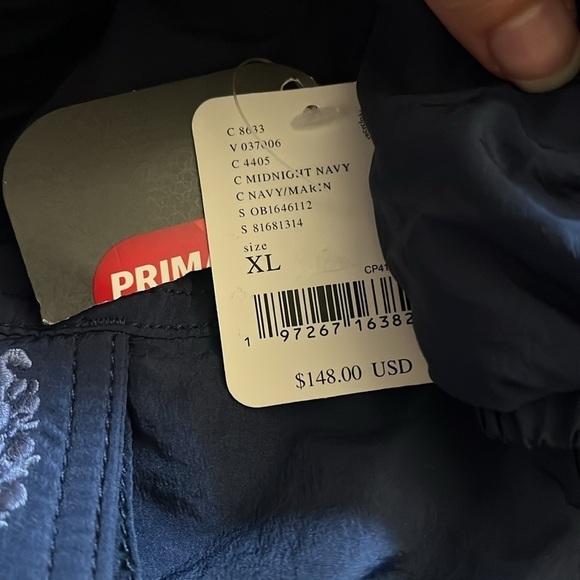 C 8633
V 037006
C 4405
C MIDNIGHT NAVY
C NAVY/MAKIN
S OB1646112
S 81681314
size
XL
CP41
PRIMA
1 97267 16382
$148.00 USD